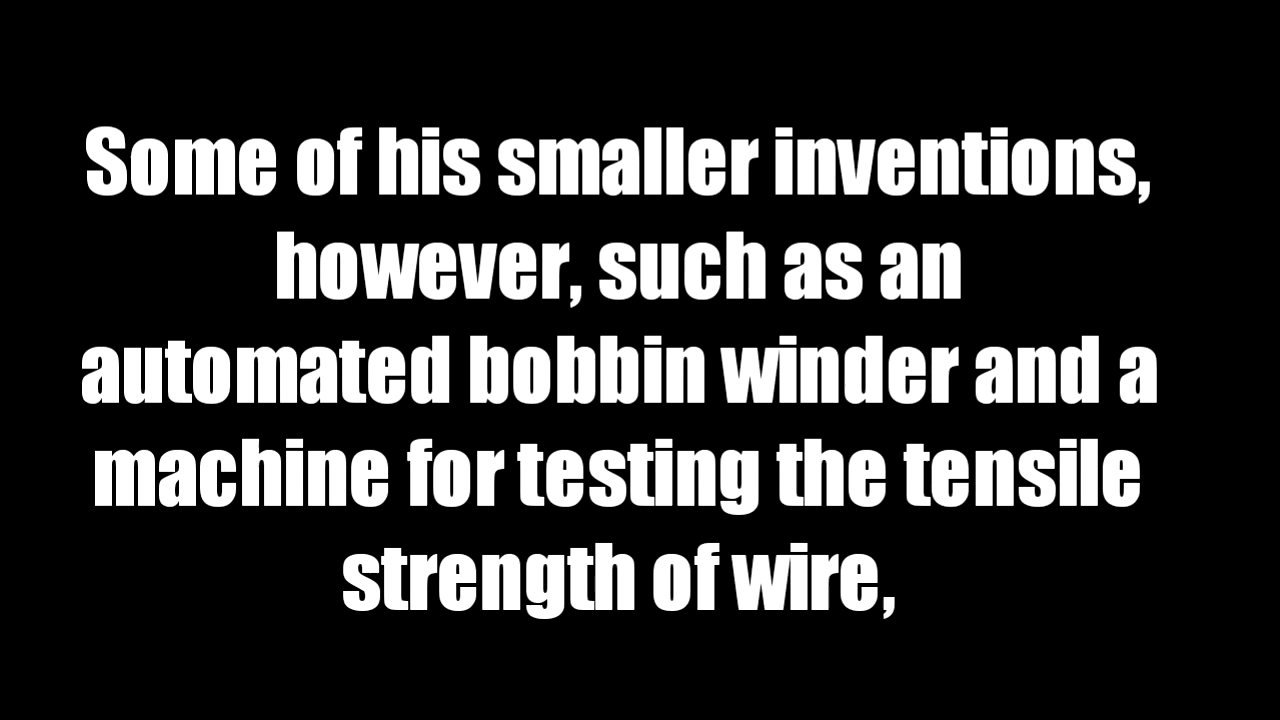 Some of his smaller inventions,
however, such as an
automated bobbin winder and a
machine for testing the tensile
strength of wire,